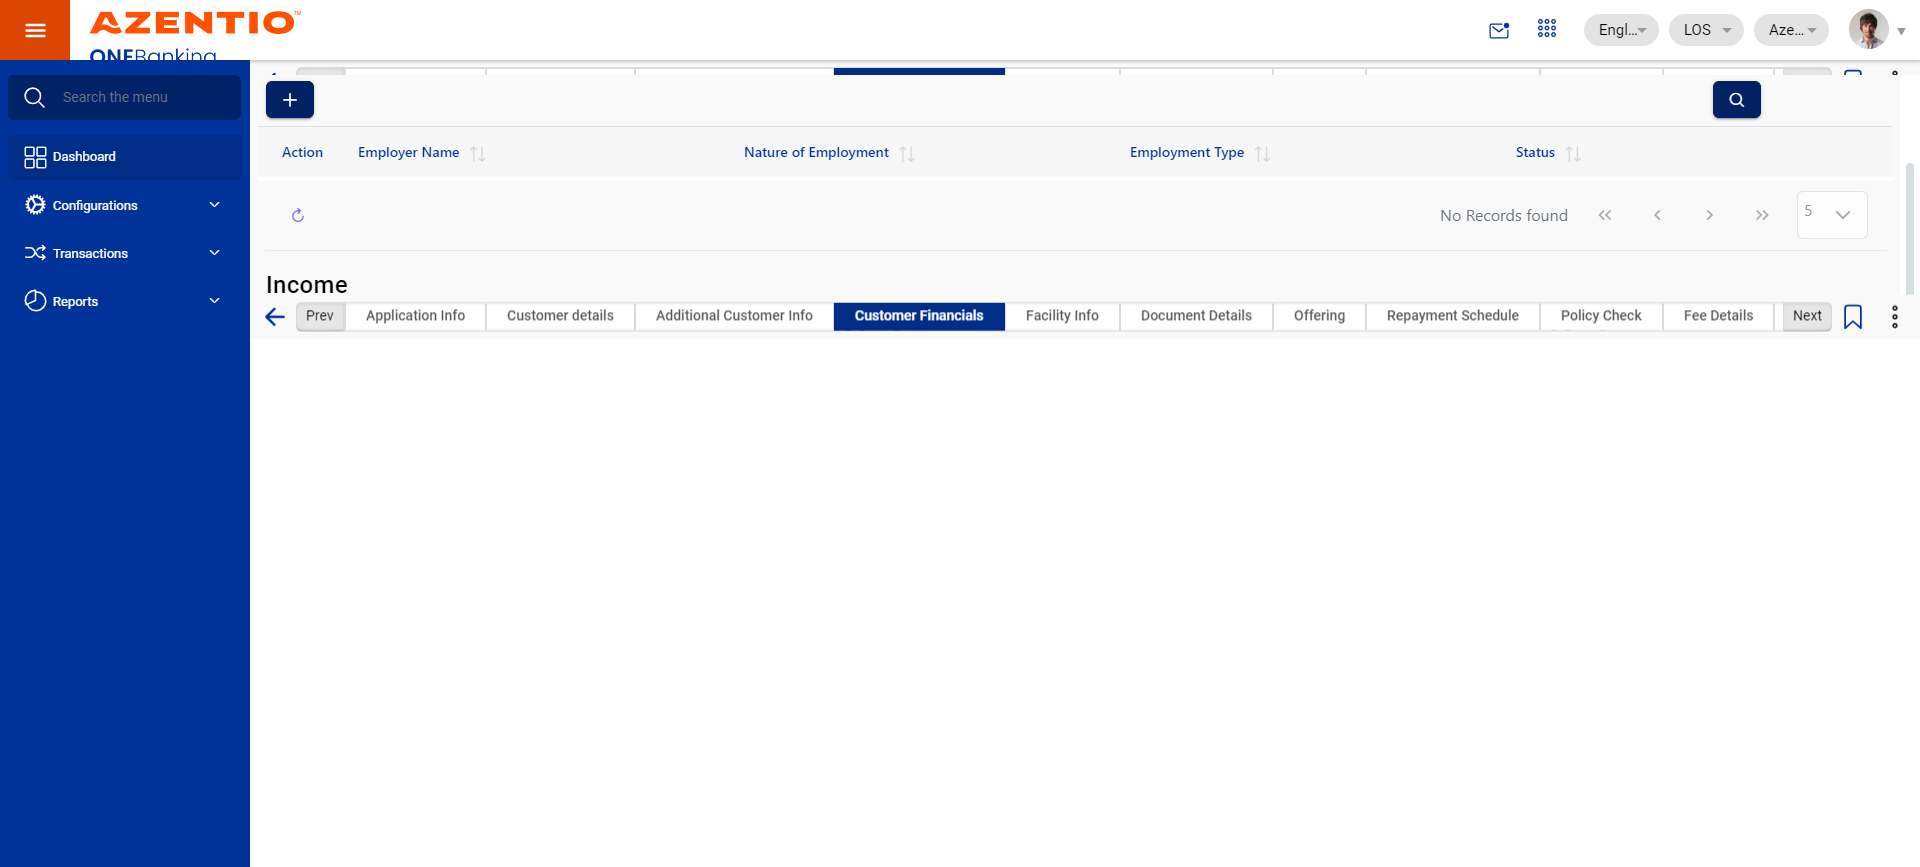 AZENTIO™
ONEBanking
Engl...
LOS
Aze...
Search the menu
Dashboard
Configurations
Transactions
Reports
Action
Employer Name
Nature of Employment
Employment Type
Status
No Records found
5
Income
Prev
Application Info
Customer details
Additional Customer Info
Customer Financials
Facility Info
Document Details
Offering
Repayment Schedule
Policy Check
Fee Details
Next